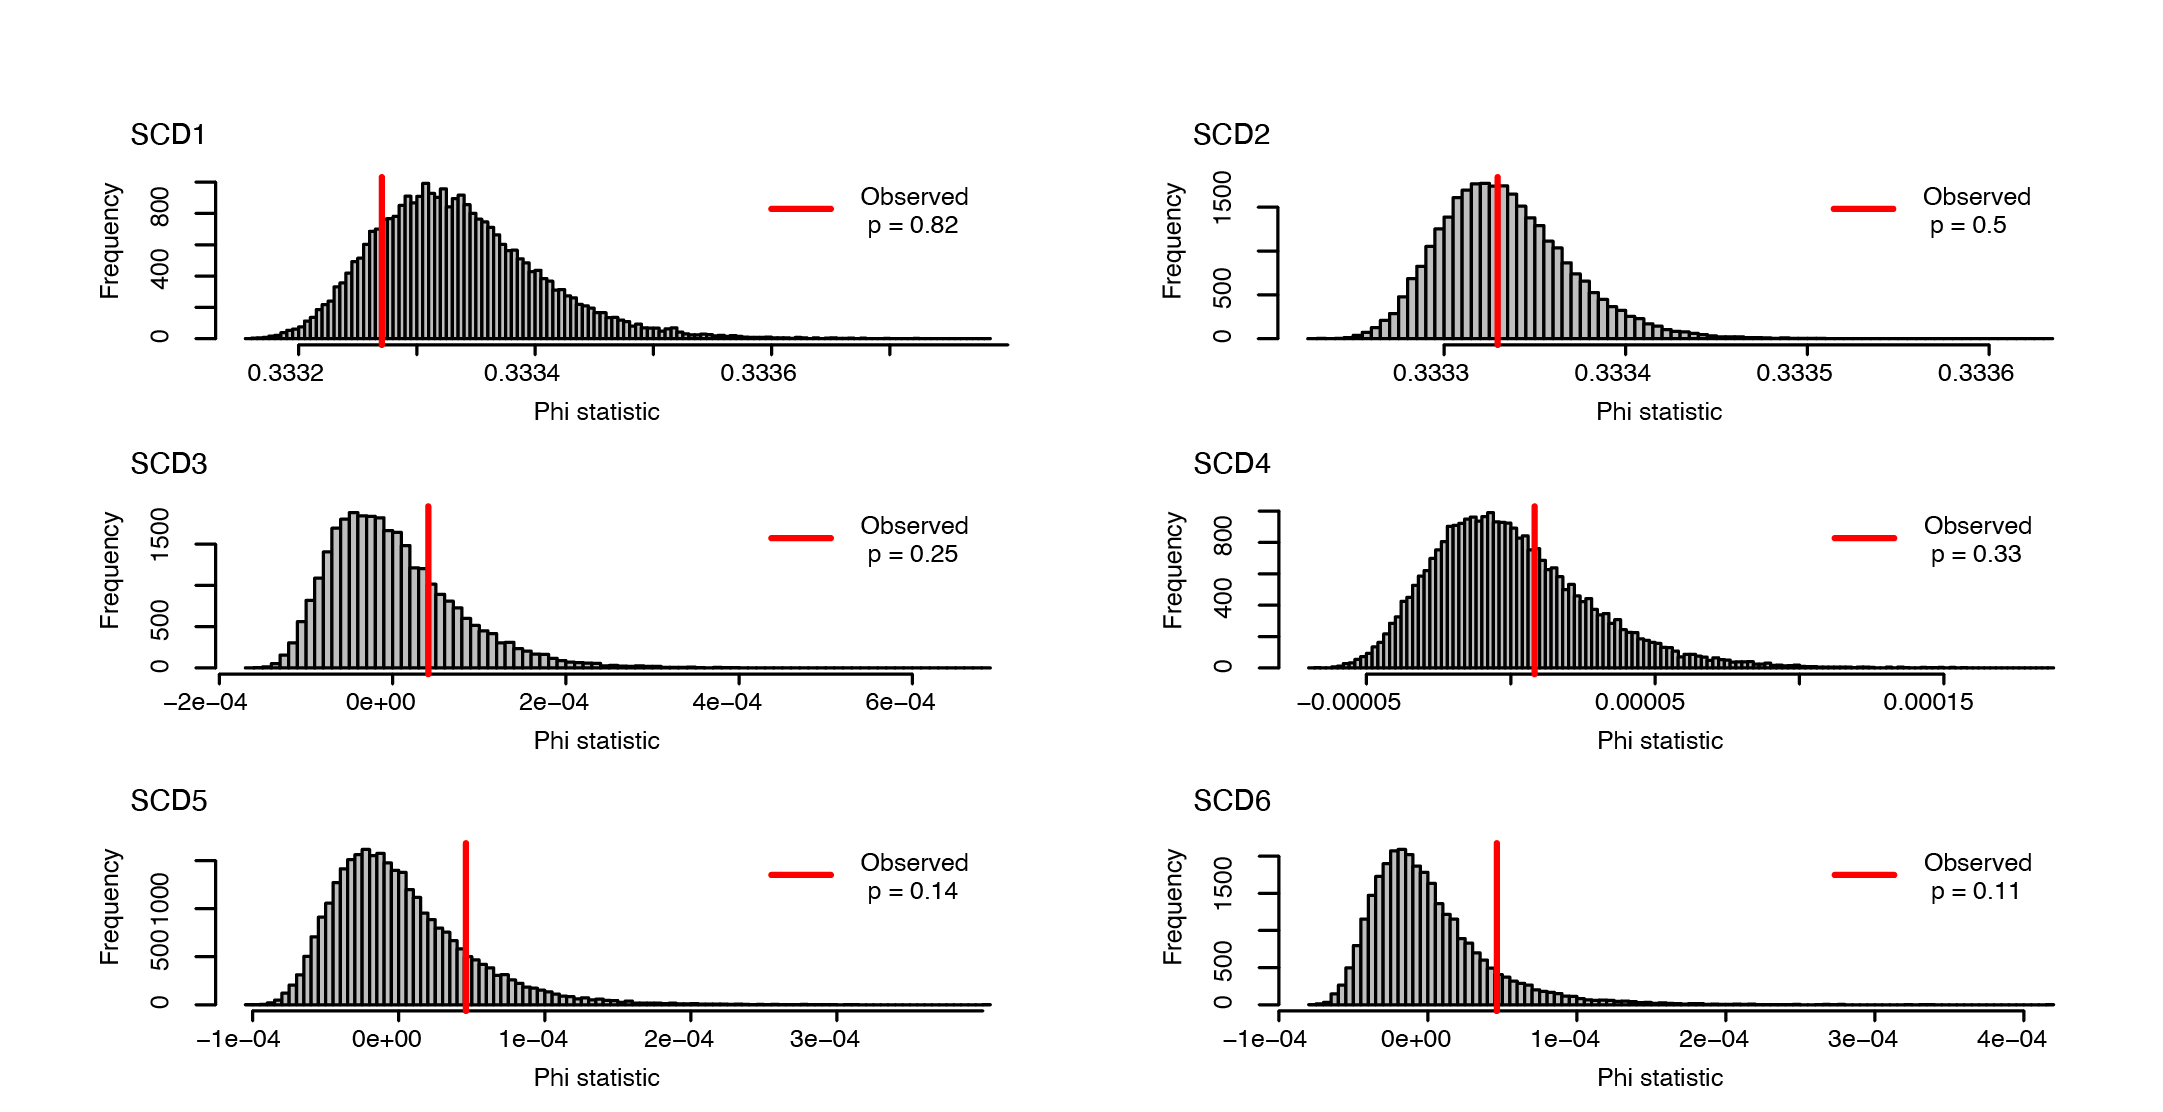 SCD1
Frequency
0 400 800
Observed
p = 0.82
0.3332 0.3334 0.3336
Phi statistic
SCD2
Frequency
0 500 1500
Observed
p = 0.5
0.3333 0.3334 0.3335 0.3336
Phi statistic
SCD3
Frequency
0 500 1500
Observed
p = 0.25
−2e−04 0e+00 2e−04 4e−04 6e−04
Phi statistic
SCD4
Frequency
0 400 800
Observed
p = 0.33
−0.00005 0.00005 0.00015
Phi statistic
SCD5
Frequency
0 500 1000
Observed
p = 0.14
−1e−04 0e+00 1e−04 2e−04 3e−04
Phi statistic
SCD6
Frequency
0 500 1500
Observed
p = 0.11
−1e−04 0e+00 1e−04 2e−04 3e−04 4e−04
Phi statistic